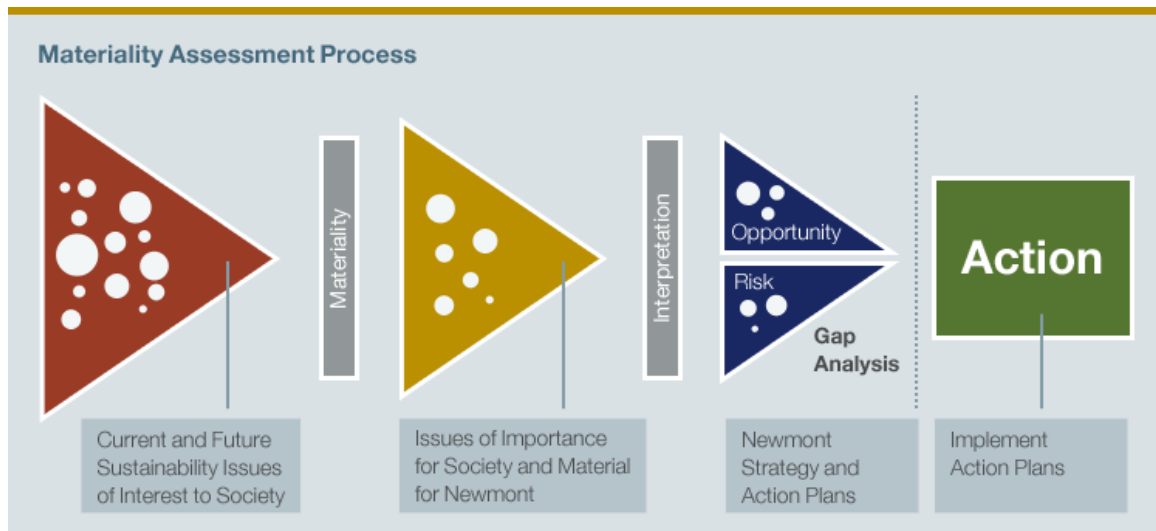 Materiality Assessment Process
Materiality
Interpretation
Opportunity
Risk
Gap
Analysis
Action
Current and Future
Sustainability Issues
of Interest to Society
Issues of Importance
for Society and Material
for Newmont
Newmont
Strategy and
Action Plans
Implement
Action Plans